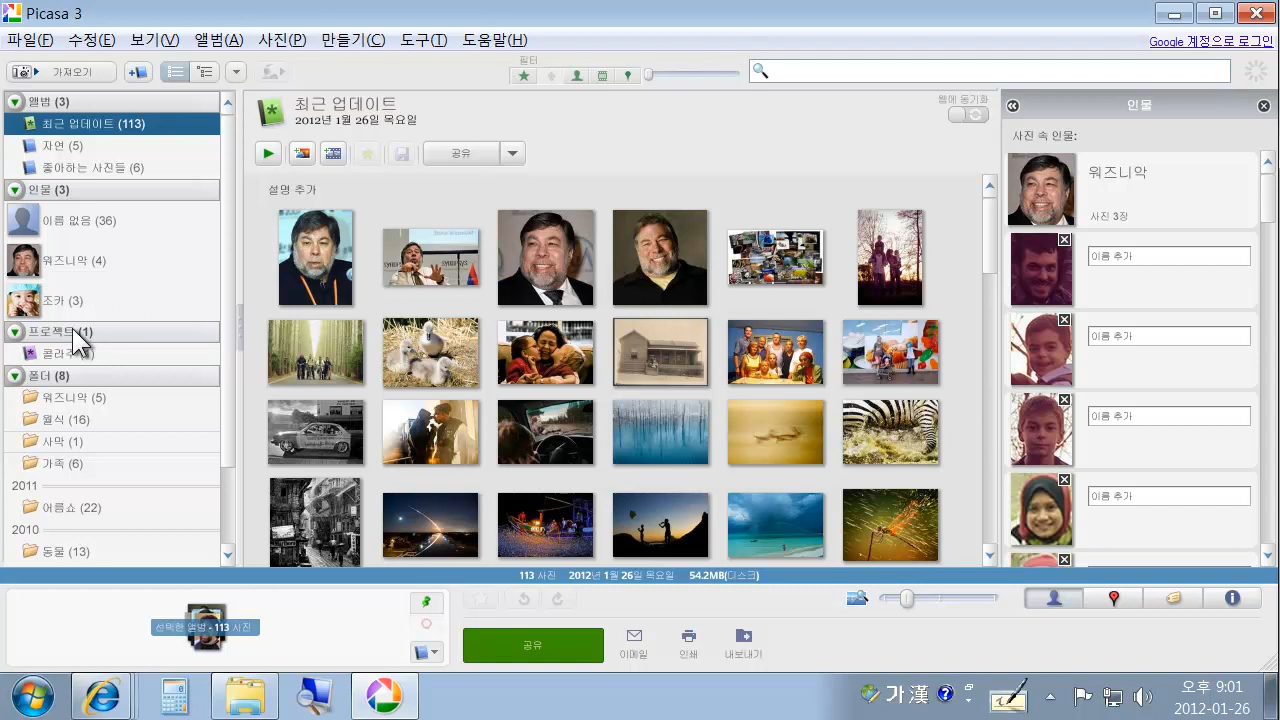 Picasa 3
파일(F) 수정(E) 보기(V) 앨범(A) 사진(P) 만들기(C) 도구(T) 도움말(H)
Google 계정으로 로그인
가져오기
필터
앨범 (3)
최근 업데이트 (113)
자연 (5)
좋아하는 사진들 (6)
인물 (3)
이름 없음 (36)
워즈니악 (4)
조카 (3)
프로젝트 (1)
폴더 (8)
워즈니악 (5)
월식 (16)
사막 (1)
가족 (6)
2011
여름쇼 (22)
2010
동물 (13)
최근 업데이트
2012년 1월 26일 목요일
웹에 동기화
공유
설명 추가
인물
사진 속 인물:
워즈니악
사진 3장
이름 추가
이름 추가
이름 추가
이름 추가
113 사진 2012년 1월 26일 목요일 54.2MB(디스크)
선택한 앨범 - 113 사진
공유
이메일
인쇄
내보내기
가 漢
오후 9:01
2012-01-26